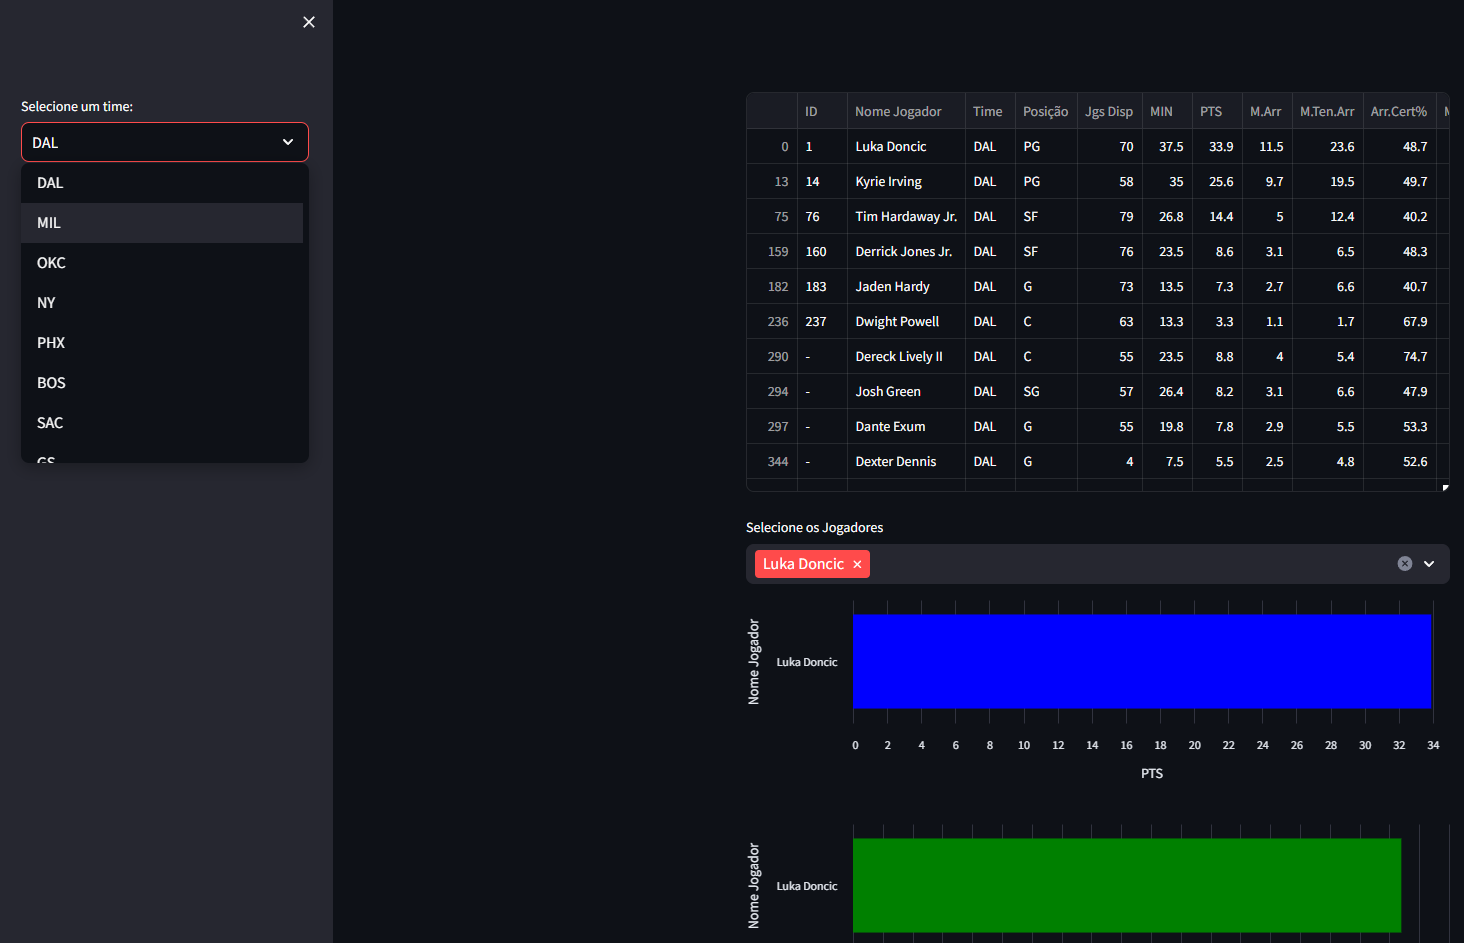 Selecione um time:
DAL
DAL
MIL
OKC
NY
PHX
BOS
SAC
GS
ID Nome Jogador Time Posição Jgs Disp MIN PTS M.Arr M.Ten.Arr Arr.Cert%
0 1 Luka Doncic DAL PG 70 37.5 33.9 11.5 23.6 48.7
13 14 Kyrie Irving DAL PG 58 35 25.6 9.7 19.5 49.7
75 76 Tim Hardaway Jr. DAL SF 79 26.8 14.4 5 12.4 40.2
159 160 Derrick Jones Jr. DAL SF 76 23.5 8.6 3.1 6.5 48.3
182 183 Jaden Hardy DAL G 73 13.5 7.3 2.7 6.6 40.7
236 237 Dwight Powell DAL C 63 13.3 3.3 1.1 1.7 67.9
290 - Dereck Lively II DAL C 55 23.5 8.8 4 5.4 74.7
294 - Josh Green DAL SG 57 26.4 8.2 3.1 6.6 47.9
297 - Dante Exum DAL G 55 19.8 7.8 2.9 5.5 53.3
344 - Dexter Dennis DAL G 4 7.5 5.5 2.5 4.8 52.6
Selecione os Jogadores
Luka Doncic ×
Nome Jogador
Luka Doncic
0 2 4 6 8 10 12 14 16 18 20 22 24 26 28 30 32 34
PTS
Nome Jogador
Luka Doncic